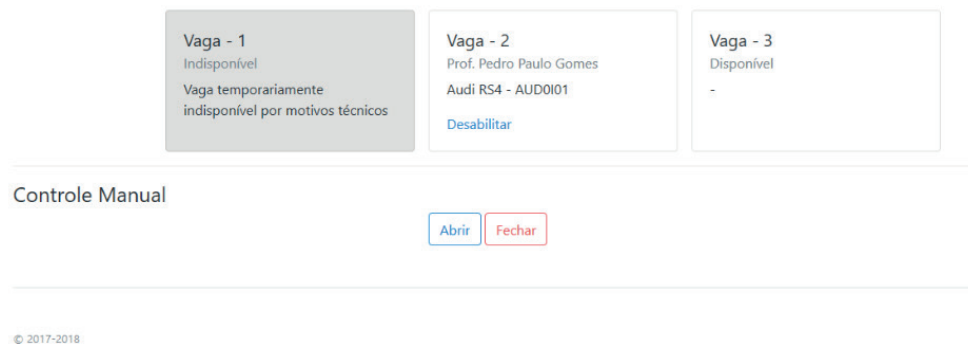 Vaga - 1
Indisponível
Vaga temporariamente
indisponível por motivos técnicos
Vaga - 2
Prof. Pedro Paulo Gomes
Audi RS4 - AUD0I01
Desabilitar
Vaga - 3
Disponível
-
Controle Manual
Abrir
Fechar
© 2017-2018